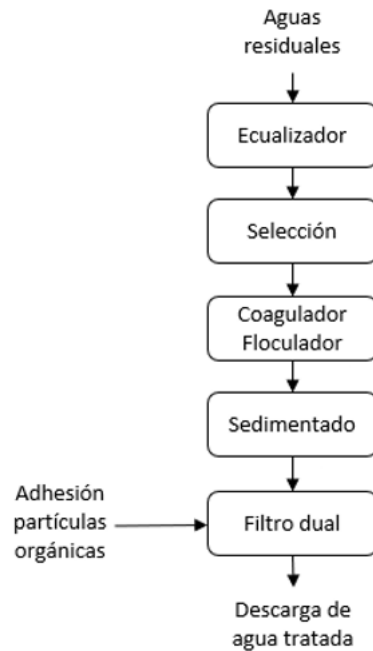 Aguas
residuales
Ecualizador
Selección
Coagulador
Floculador
Sedimentado
Adhesión
partículas
orgánicas
Filtro dual
Descarga de
agua tratada